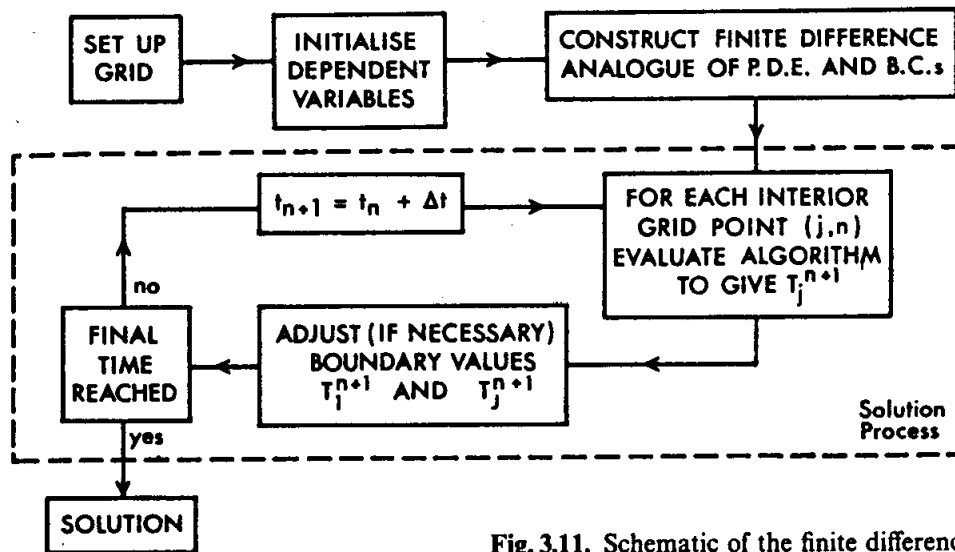 SET UP
GRID
INITIALISE
DEPENDENT
VARIABLES
CONSTRUCT FINITE DIFFERENCE
ANALOGUE OF P.D.E. AND B.C.s
t_{n+1} = t_n + Δt
FOR EACH INTERIOR
GRID POINT (j,n)
EVALUATE ALGORITHM
TO GIVE T_j^{n+1}
no
FINAL
TIME
REACHED
ADJUST (IF NECESSARY)
BOUNDARY VALUES
T_1^{n+1} AND T_J^{n+1}
yes
Solution
Process
SOLUTION
Fig. 3.11. Schematic of the finite differenc